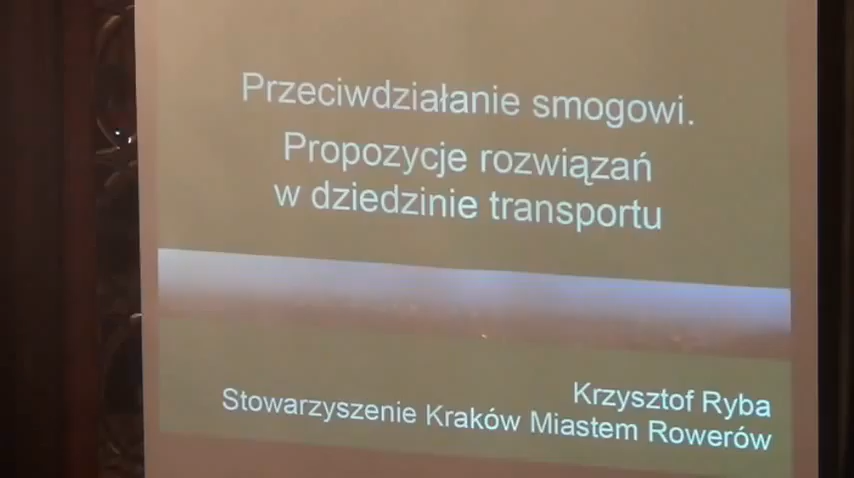 Przeciwdziałanie smogowi.
Propozycje rozwiązań
w dziedzinie transportu
Krzysztof Ryba
Stowarzyszenie Kraków Miastem Rowerów